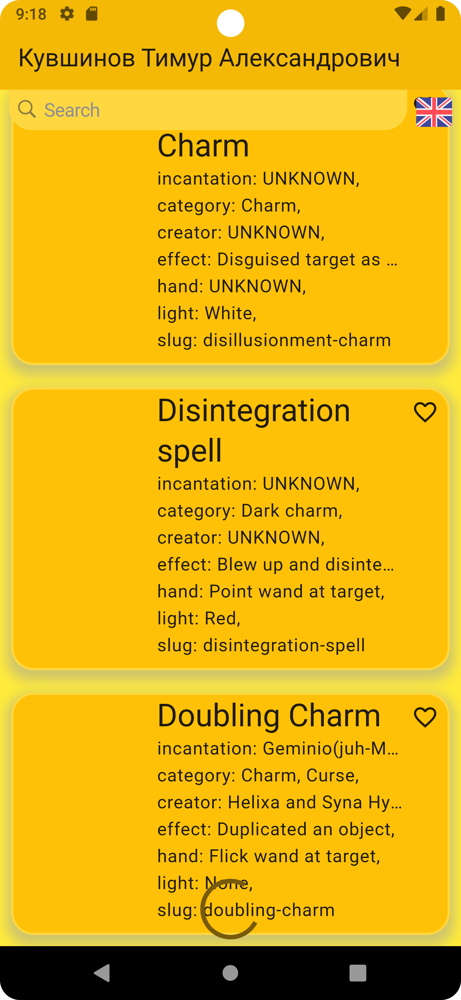 9:18
Кувшинов Тимур Александрович
Search
Charm
incantation: UNKNOWN,
category: Charm,
creator: UNKNOWN,
effect: Disguised target as …
hand: UNKNOWN,
light: White,
slug: disillusionment-charm
Disintegration
spell
incantation: UNKNOWN,
category: Dark charm,
creator: UNKNOWN,
effect: Blew up and disinte…
hand: Point wand at target,
light: Red,
slug: disintegration-spell
Doubling Charm
incantation: Geminio(juh-M…
category: Charm, Curse,
creator: Helixa and Syna Hy…
effect: Duplicated an object,
hand: Flick wand at target,
light: None,
slug: doubling-charm